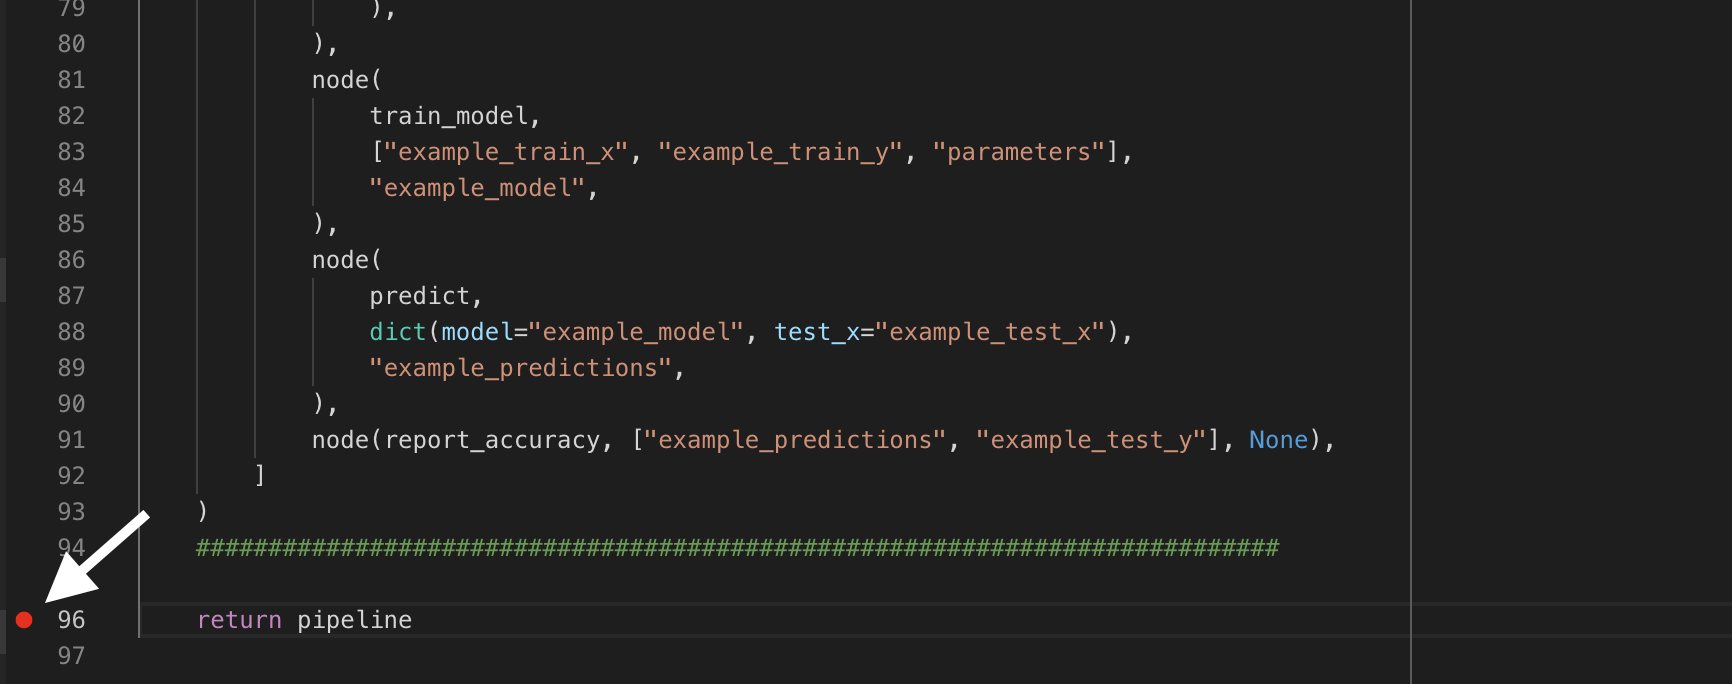 79 ),
80 ),
81 node(
82 train_model,
83 ["example_train_x", "example_train_y", "parameters"],
84 "example_model",
85 ),
86 node(
87 predict,
88 dict(model="example_model", test_x="example_test_x"),
89 "example_predictions",
90 ),
91 node(report_accuracy, ["example_predictions", "example_test_y"], None),
92 ]
93 )
94 ###########################################################################
96 return pipeline
97